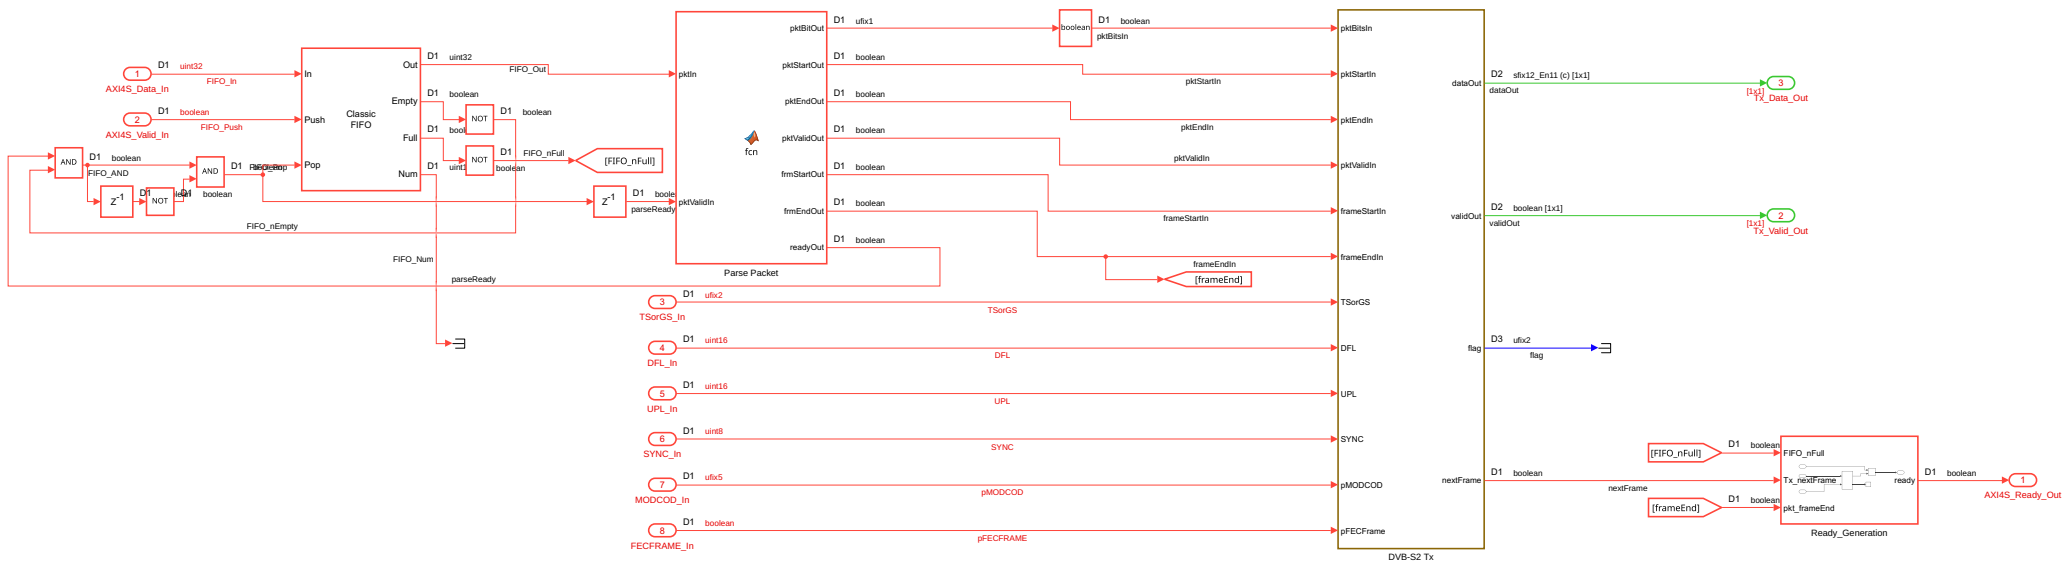 1
AXI4S_Data_In
D1 uint32
FIFO_In
2
AXI4S_Valid_In
D1 boolean
FIFO_Push
AND
D1 boolean
FIFO_AND
z-1
D1
NOT
D1
boolean
AND
D1
FIFO_Pop
In
Push
Pop
Classic
FIFO
Out
Empty
Full
Num
D1 uint32
FIFO_Out
D1 boolean
NOT
D1 boolean
D1
NOT
D1 FIFO_nFull
boolean
[FIFO_nFull]
D1
FIFO_nEmpty
FIFO_Num
parseReady
z-1
D1
parseReady
pktIn
pktValidIn
fcn
pktBitOut
pktStartOut
pktEndOut
pktValidOut
frmStartOut
frmEndOut
readyOut
Parse Packet
D1 ufix1
boolean
D1 boolean
pktBitsIn
D1 boolean
pktStartIn
D1 boolean
pktEndIn
D1 boolean
pktValidIn
D1 boolean
frameStartIn
D1 boolean
frameEndIn
[frameEnd]
D1 boolean
3
TSorGS_In
D1 ufix2
TSorGS
4
DFL_In
D1 uint16
DFL
5
UPL_In
D1 uint16
UPL
6
SYNC_In
D1 uint8
SYNC
7
MODCOD_In
D1 ufix5
pMODCOD
8
FECFRAME_In
D1 boolean
pFECFRAME
pktBitsIn
pktStartIn
pktEndIn
pktValidIn
frameStartIn
frameEndIn
TSorGS
DFL
UPL
SYNC
pMODCOD
pFECFrame
dataOut
validOut
flag
nextFrame
DVB-S2 Tx
D2 sfix12_En11 (c) [1x1]
dataOut
[1x1]
3
Tx_Data_Out
D2 boolean [1x1]
validOut
[1x1]
2
Tx_Valid_Out
D3 ufix2
flag
D1 boolean
nextFrame
[FIFO_nFull]
D1 boolean
[frameEnd]
D1 boolean
FIFO_nFull
Tx_nextFrame
pkt_frameEnd
ready
Ready_Generation
D1 boolean
1
AXI4S_Ready_Out